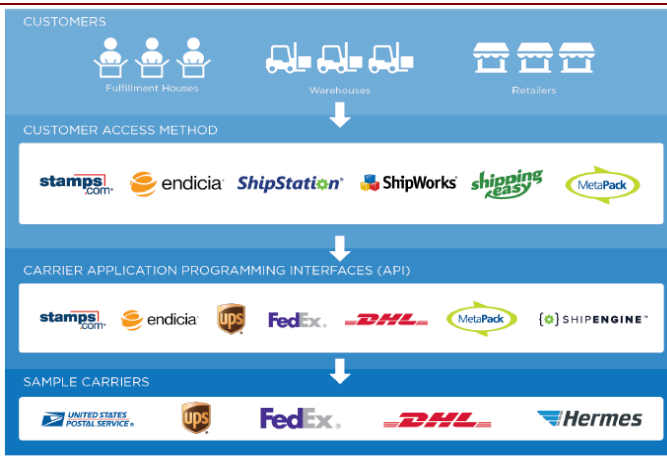 CUSTOMERS
Fulfillment Houses Warehouses Retailers
CUSTOMER ACCESS METHOD
stamps.com endicia ShipStation ShipWorks shipping easy MetaPack
CARRIER APPLICATION PROGRAMMING INTERFACES (API)
stamps.com endicia ups FedEx. DHL MetaPack {⚙}SHIPENGINE™
SAMPLE CARRIERS
UNITED STATES POSTAL SERVICE® ups FedEx® DHL Hermes